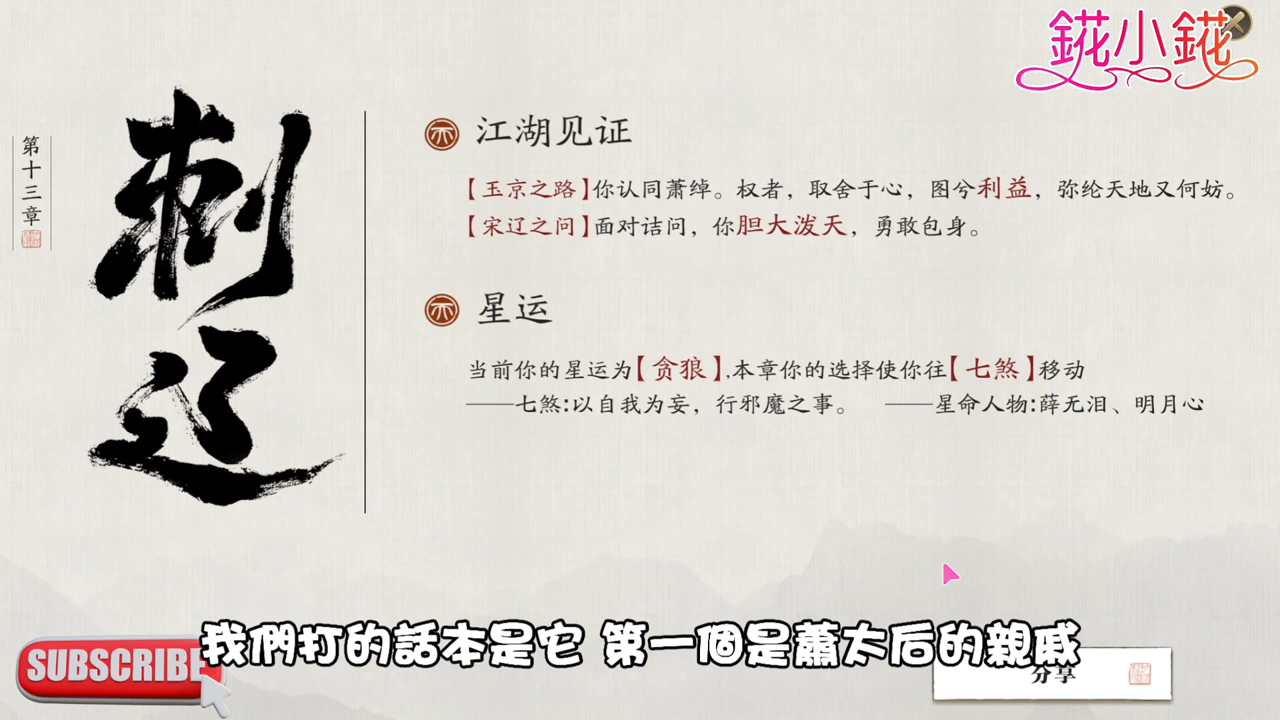 錵小錵
第十三章
刺辽
江湖见证
【玉京之路】你认同萧绰。权者，取舍于心，图兮利益，弥纶天地又何妨。
【宋辽之问】面对诘问，你胆大泼天，勇敢包身。
星运
当前你的星运为【贪狼】.本章你的选择使你往【七煞】移动
——七煞:以自我为妄，行邪魔之事。 ——星命人物:薛无泪、明月心
我們打的話本是它 第一個是蕭太后的親戚
SUBSCRIBE
分享